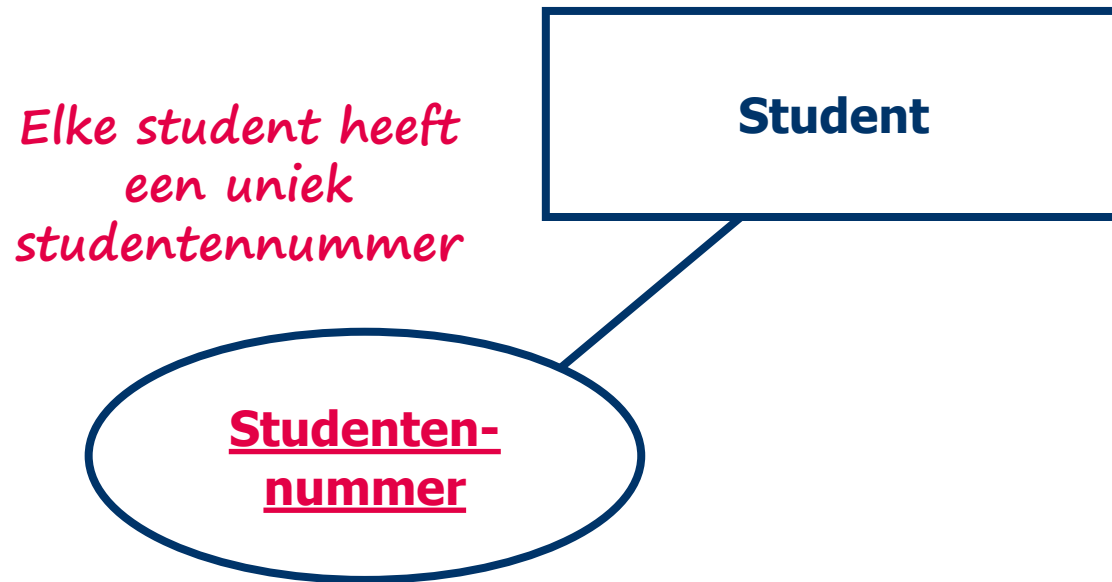 Elke student heeft
een uniek
studentennummer
Student
Studenten-
nummer